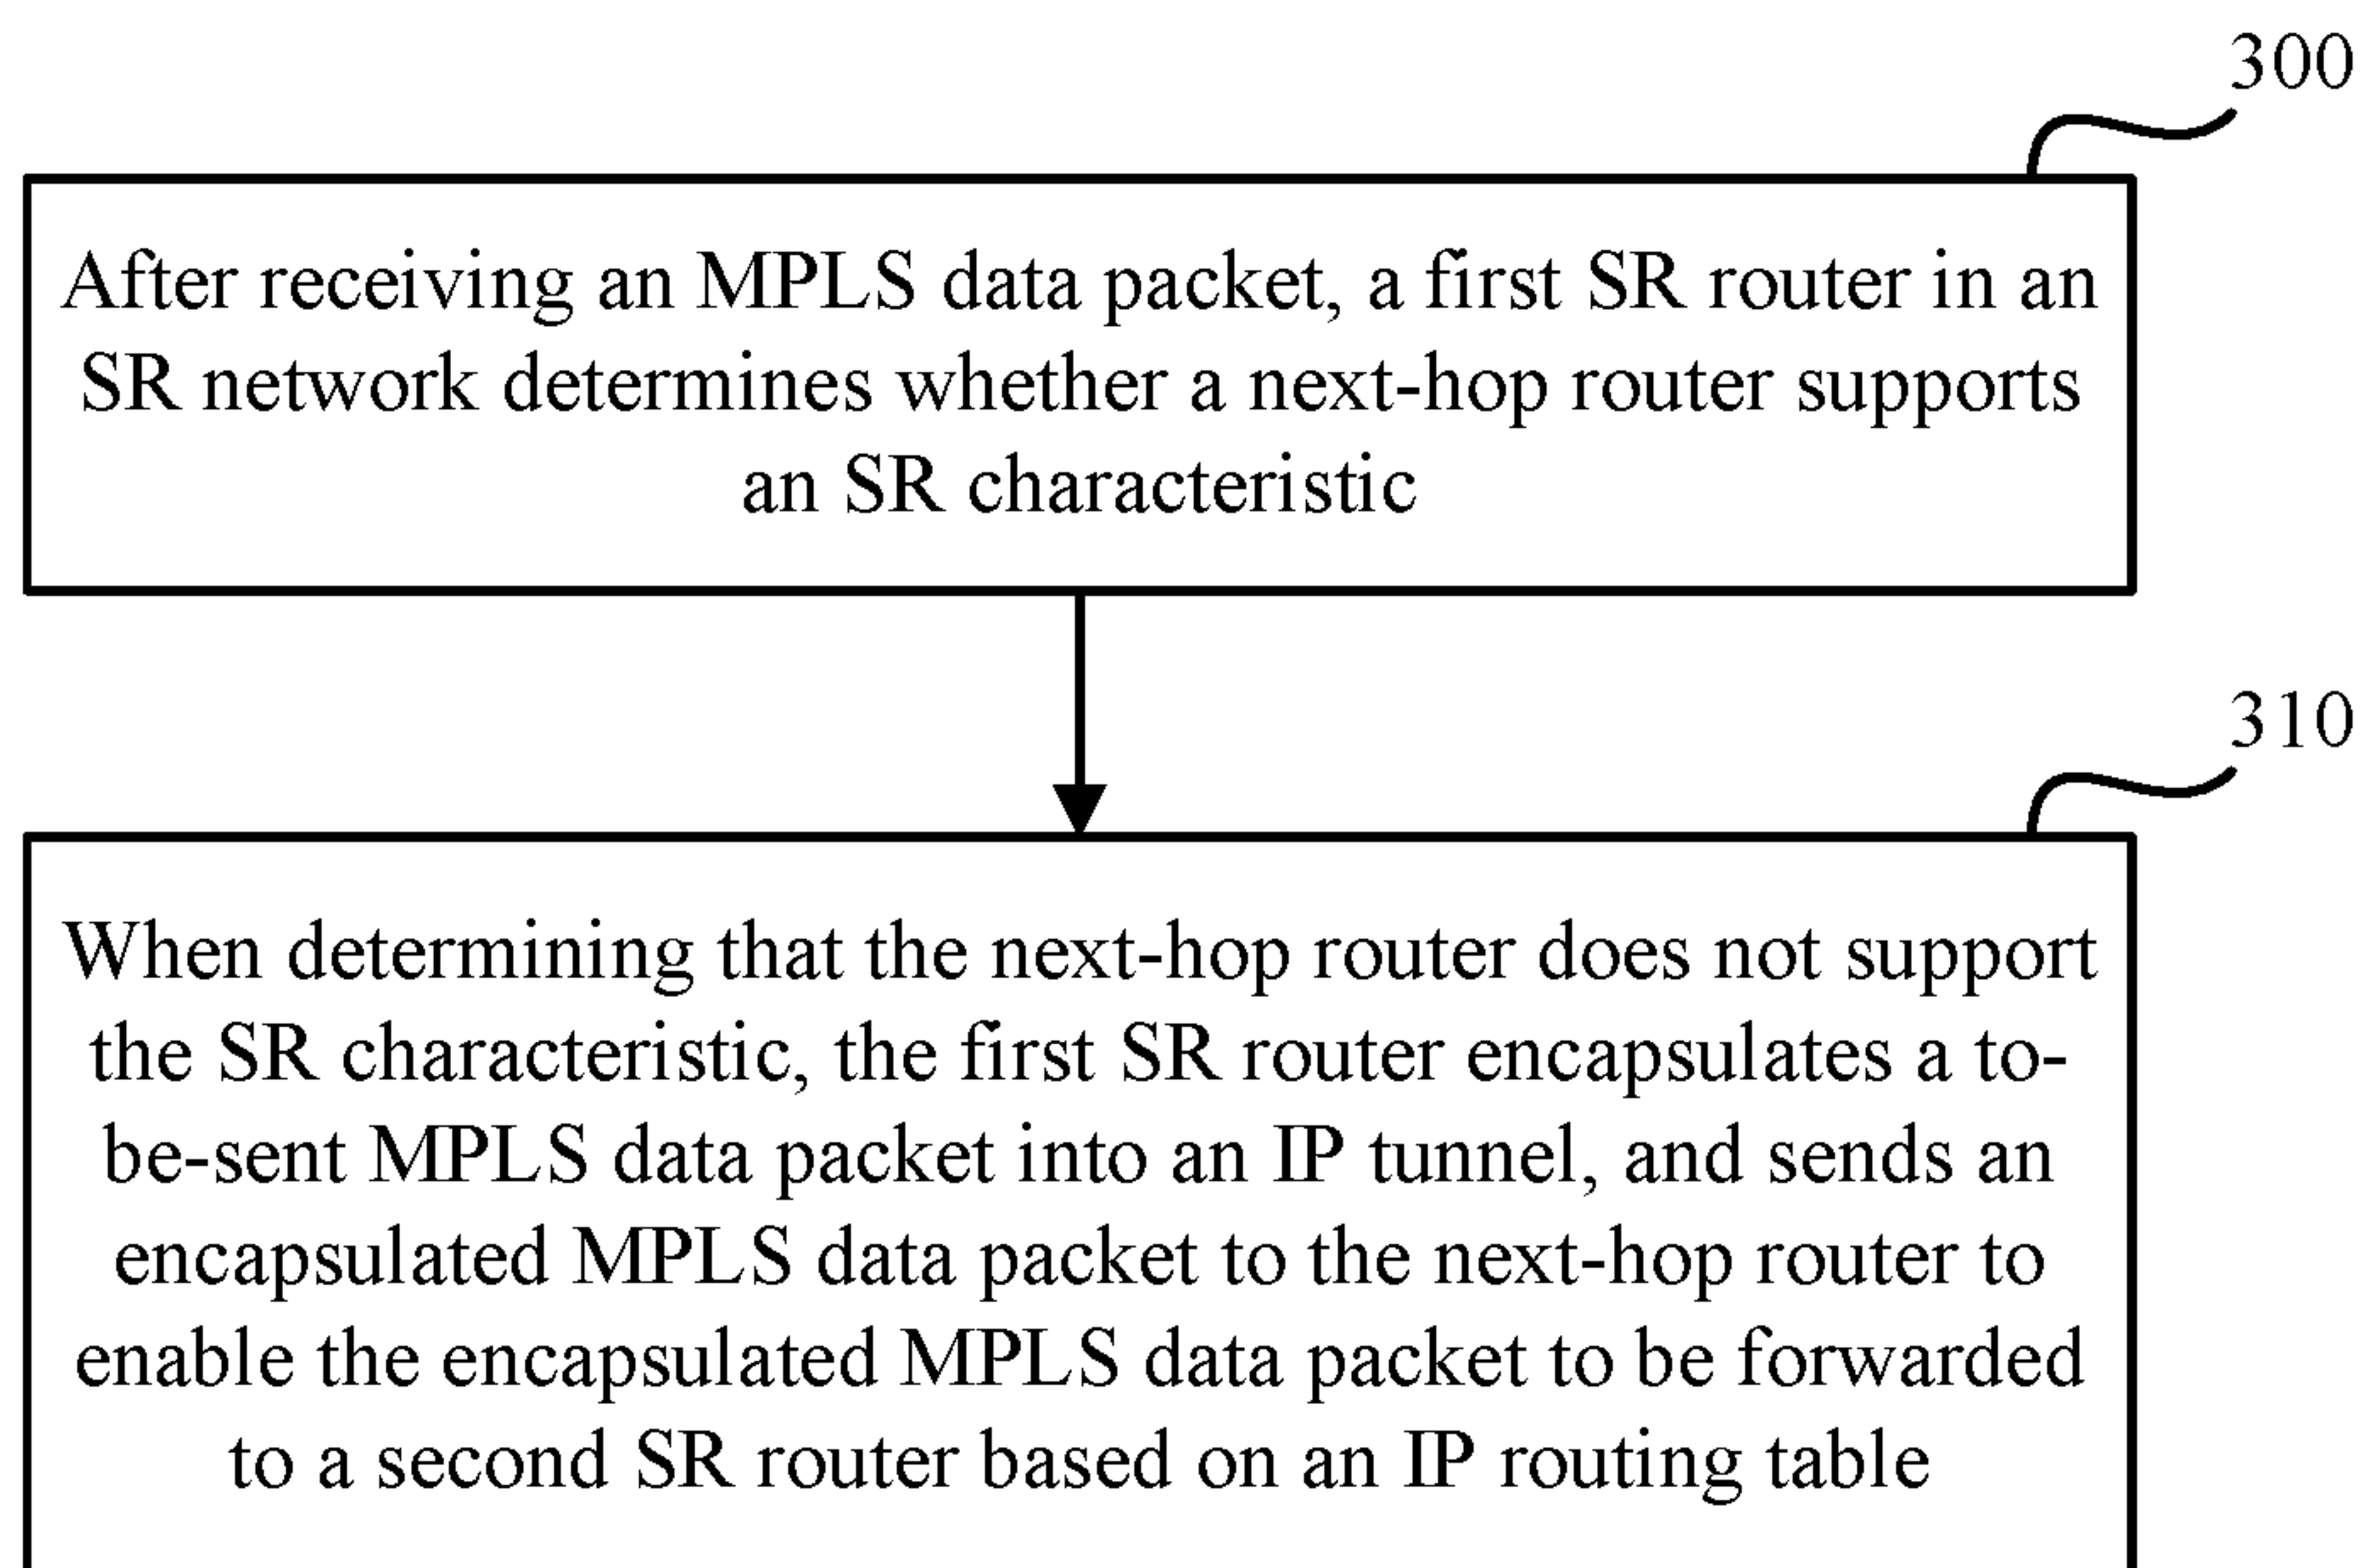 300
After receiving an MPLS data packet, a first SR router in an
SR network determines whether a next-hop router supports
an SR characteristic
310
When determining that the next-hop router does not support
the SR characteristic, the first SR router encapsulates a to-
be-sent MPLS data packet into an IP tunnel, and sends an
encapsulated MPLS data packet to the next-hop router to
enable the encapsulated MPLS data packet to be forwarded
to a second SR router based on an IP routing table